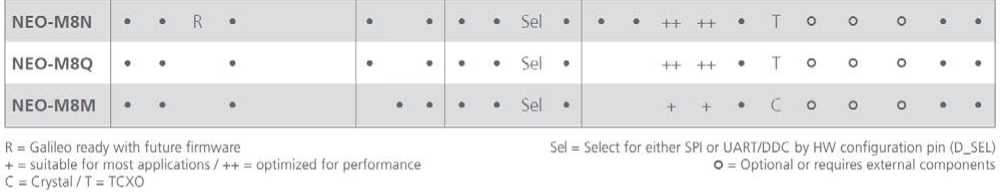 NEO-M8N • • R • • • • • Sel • • • ++ ++ • T o o o • •
NEO-M8Q • • • • • • • Sel • ++ ++ • T o o o • •
NEO-M8M • • • • • • • Sel • + + • C o o o • •
R = Galileo ready with future firmware
+ = suitable for most applications / ++ = optimized for performance
C = Crystal / T = TCXO
Sel = Select for either SPI or UART/DDC by HW configuration pin (D_SEL)
o = Optional or requires external components